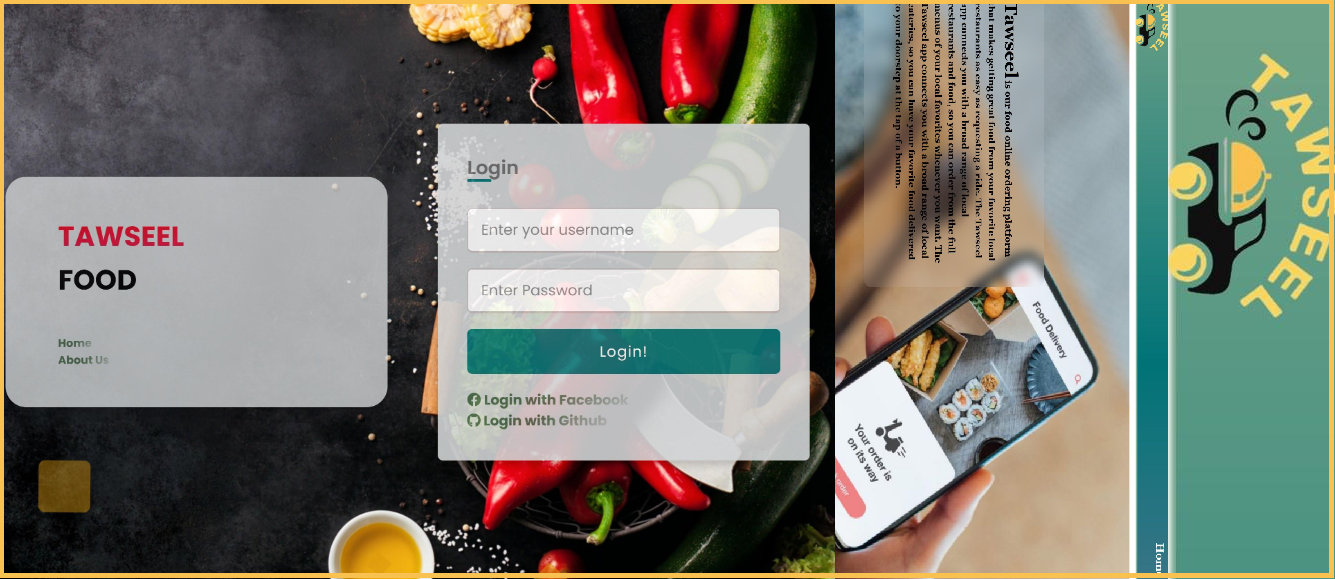 TAWSEEL
FOOD
Home
About Us
Login
Enter your username
Enter Password
Login!
Login with Facebook
Login with Github
Tawseel is our food online ordering platform
hat makes getting great food from your favorite local
restaurants as easy as requesting a ride. The Tawseel
app connects you with a broad range of local
restaurants and food, so you can order from the full
menus of your local favorites whenever you want. The
Tawseel app connects you with a broad range of local
eateries, so you can have your favorite food delivered
o your doorstep at the tap of a button.
Food Delivery
Your order is
on its way
order
TAWSEEL
Home
TAWSEEL